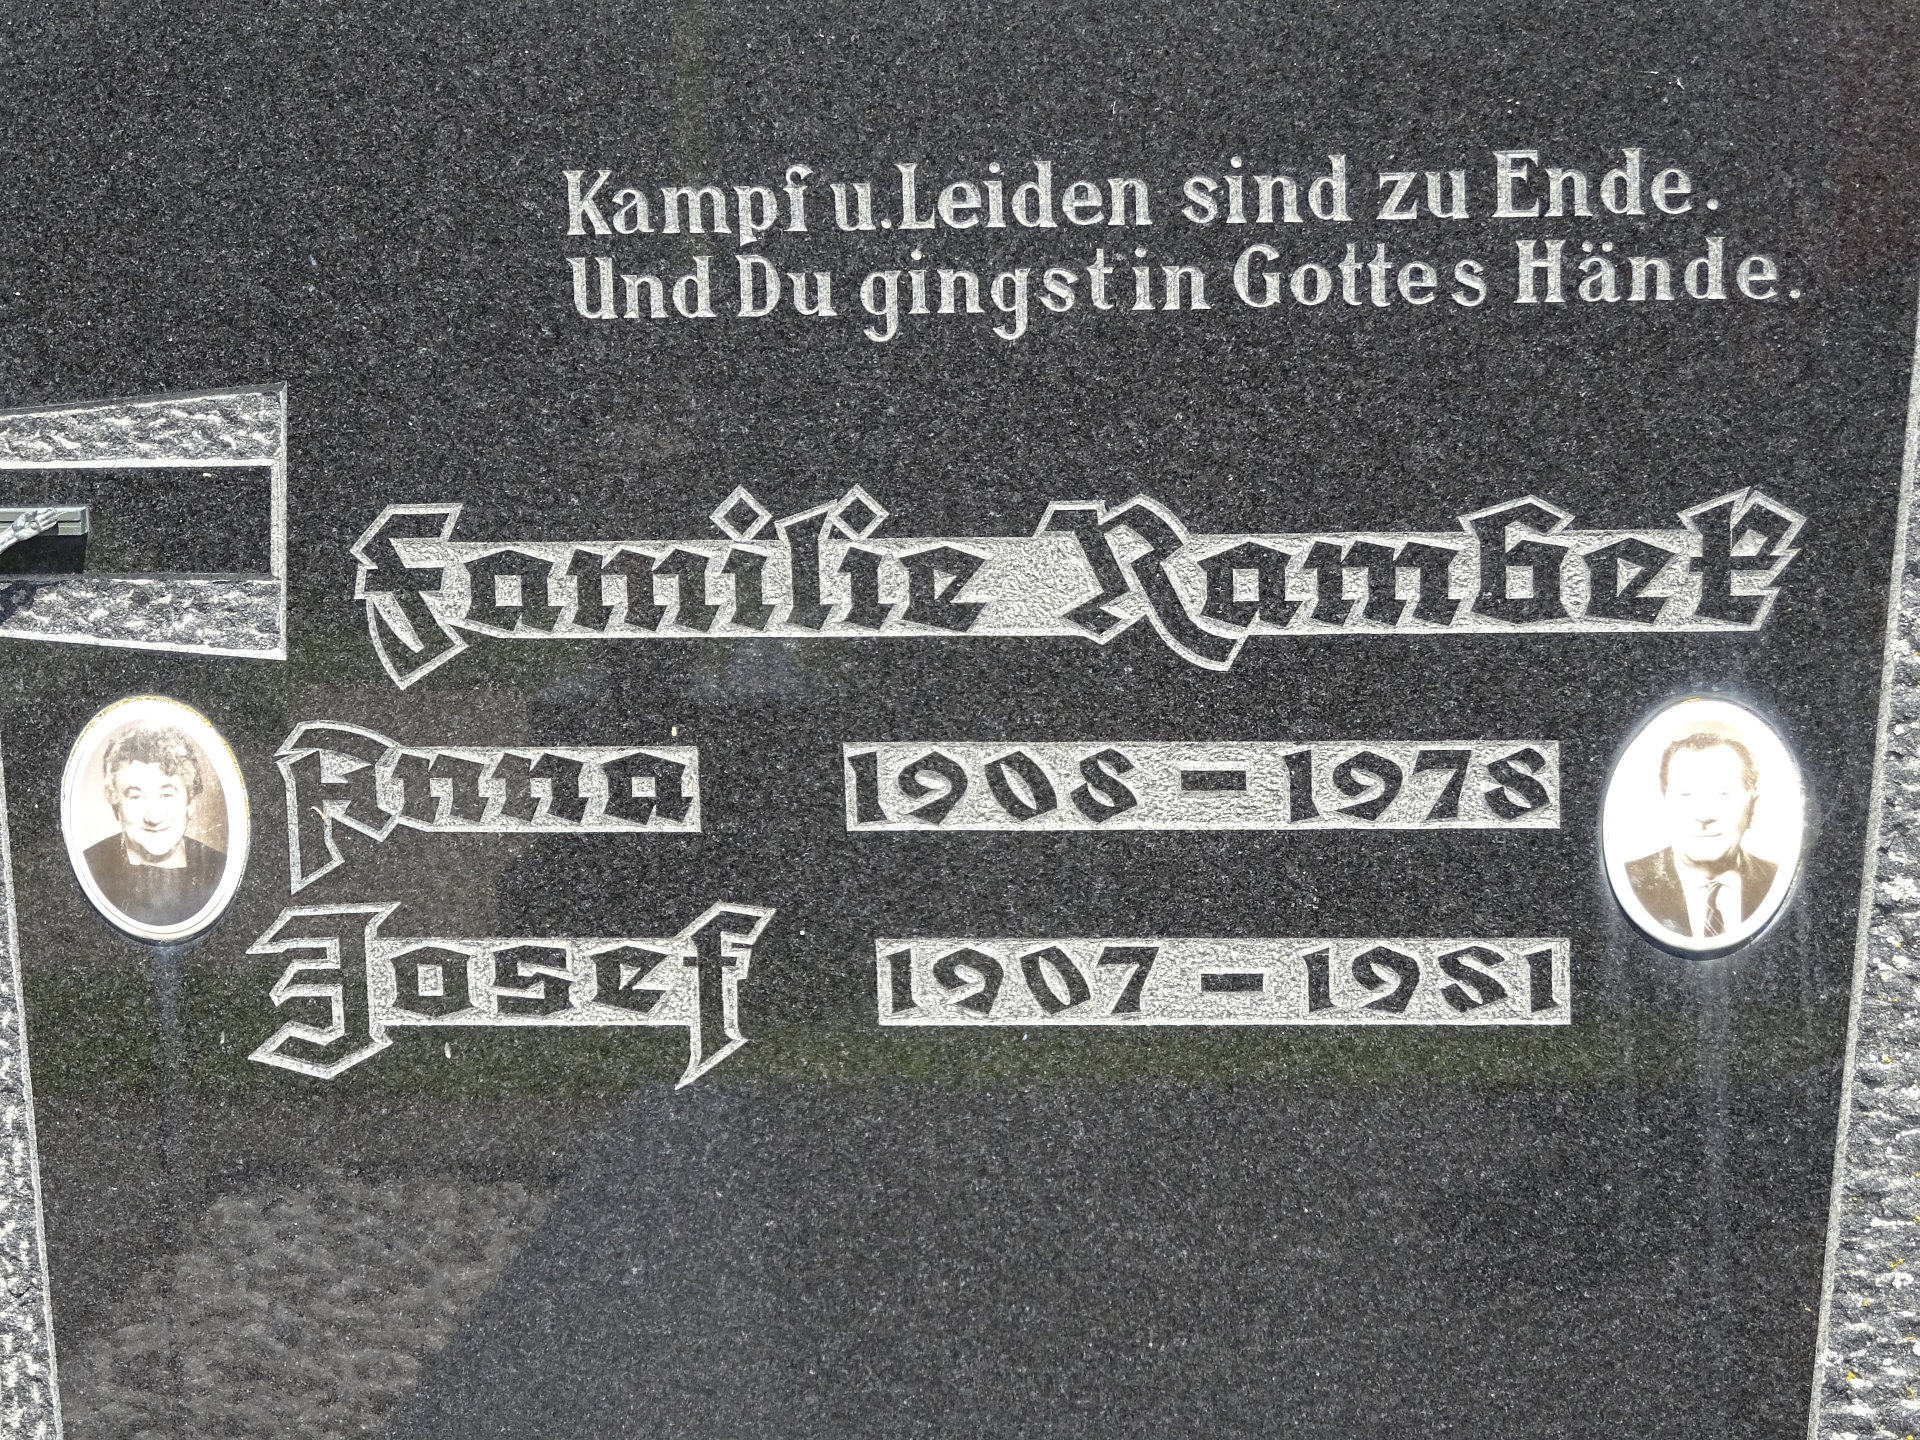 Kampf u. Leiden sind zu Ende.
Und Du gingst in Gottes Hände.
Familie Rambek
Anna 1908 – 1978
Josef 1907 – 1981